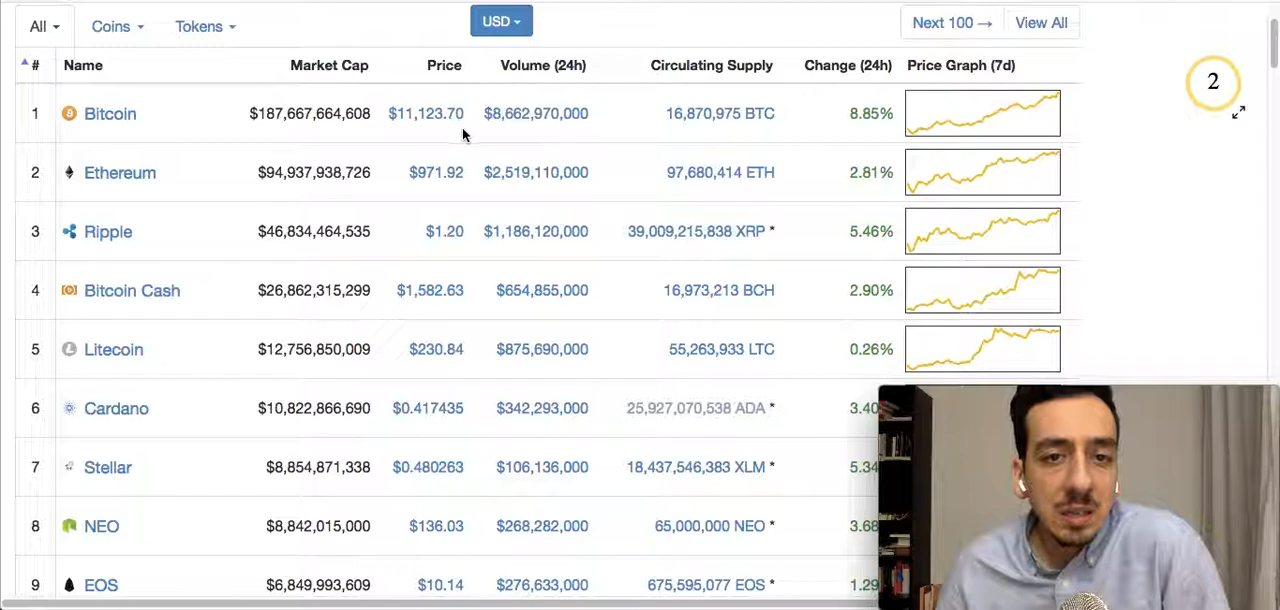 All Coins Tokens USD Next 100 → View All
# Name Market Cap Price Volume (24h) Circulating Supply Change (24h) Price Graph (7d)
2
1 Bitcoin $187,667,664,608 $11,123.70 $8,662,970,000 16,870,975 BTC 8.85%
2 Ethereum $94,937,938,726 $971.92 $2,519,110,000 97,680,414 ETH 2.81%
3 Ripple $46,834,464,535 $1.20 $1,186,120,000 39,009,215,838 XRP * 5.46%
4 Bitcoin Cash $26,862,315,299 $1,582.63 $654,855,000 16,973,213 BCH 2.90%
5 Litecoin $12,756,850,009 $230.84 $875,690,000 55,263,933 LTC 0.26%
6 Cardano $10,822,866,690 $0.417435 $342,293,000 25,927,070,538 ADA * 3.40
7 Stellar $8,854,871,338 $0.480263 $106,136,000 18,437,546,383 XLM * 5.34
8 NEO $8,842,015,000 $136.03 $268,282,000 65,000,000 NEO * 3.68
9 EOS $6,849,993,609 $10.14 $276,633,000 675,595,077 EOS * 1.29